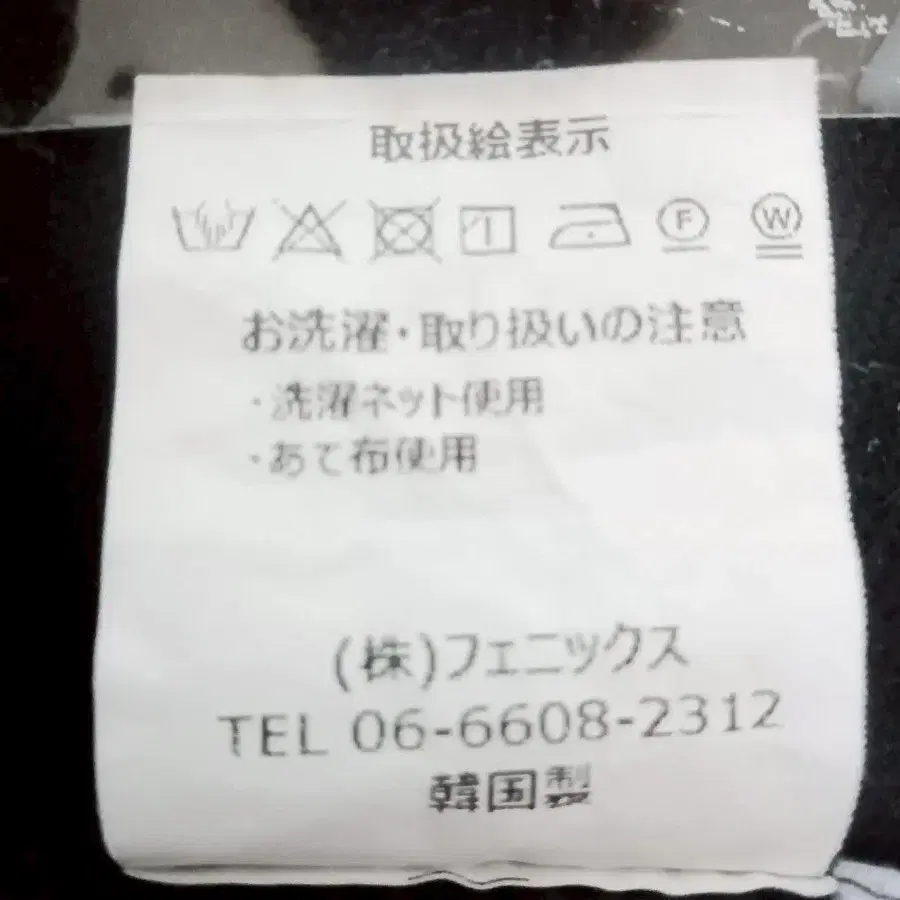 取扱絵表示
F W
お洗濯・取り扱いの注意
・洗濯ネット使用
・あて布使用
(株)フェニックス
TEL 06-6608-2312
韓国製